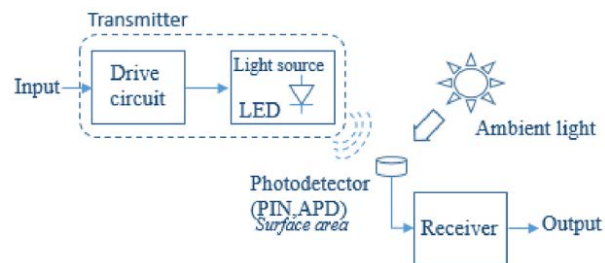 Transmitter
Input
Drive
circuit
Light source
LED
Ambient light
Photodetector
(PIN,APD)
Surface area
Receiver
Output